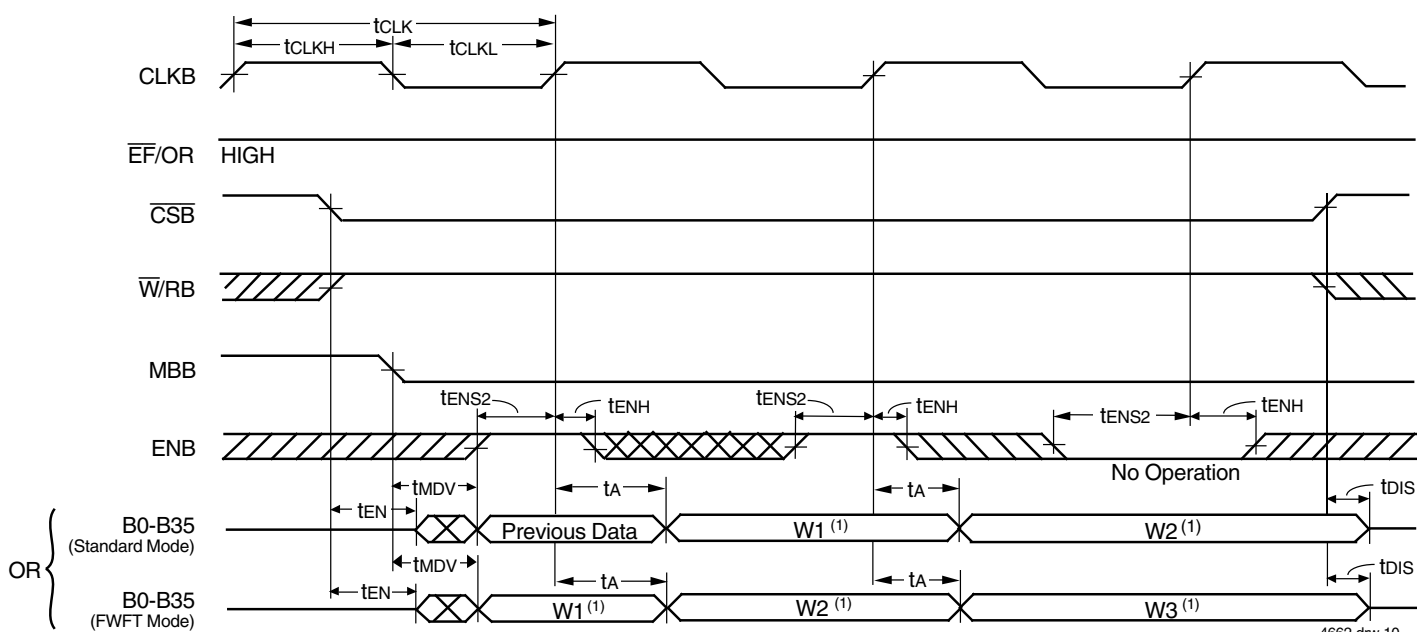 tCLK
tCLKH tCLKL
CLKB
EF/OR HIGH
CSB
W/RB
MBB
tENS2 tENH tENS2 tENH tENS2 tENH
ENB
No Operation
tMDV tA tA tDIS
tEN
B0-B35 Previous Data W1 (1) W2 (1)
(Standard Mode)
OR
tMDV tA tA tDIS
tEN
B0-B35 W1 (1) W2 (1) W3 (1)
(FWFT Mode)